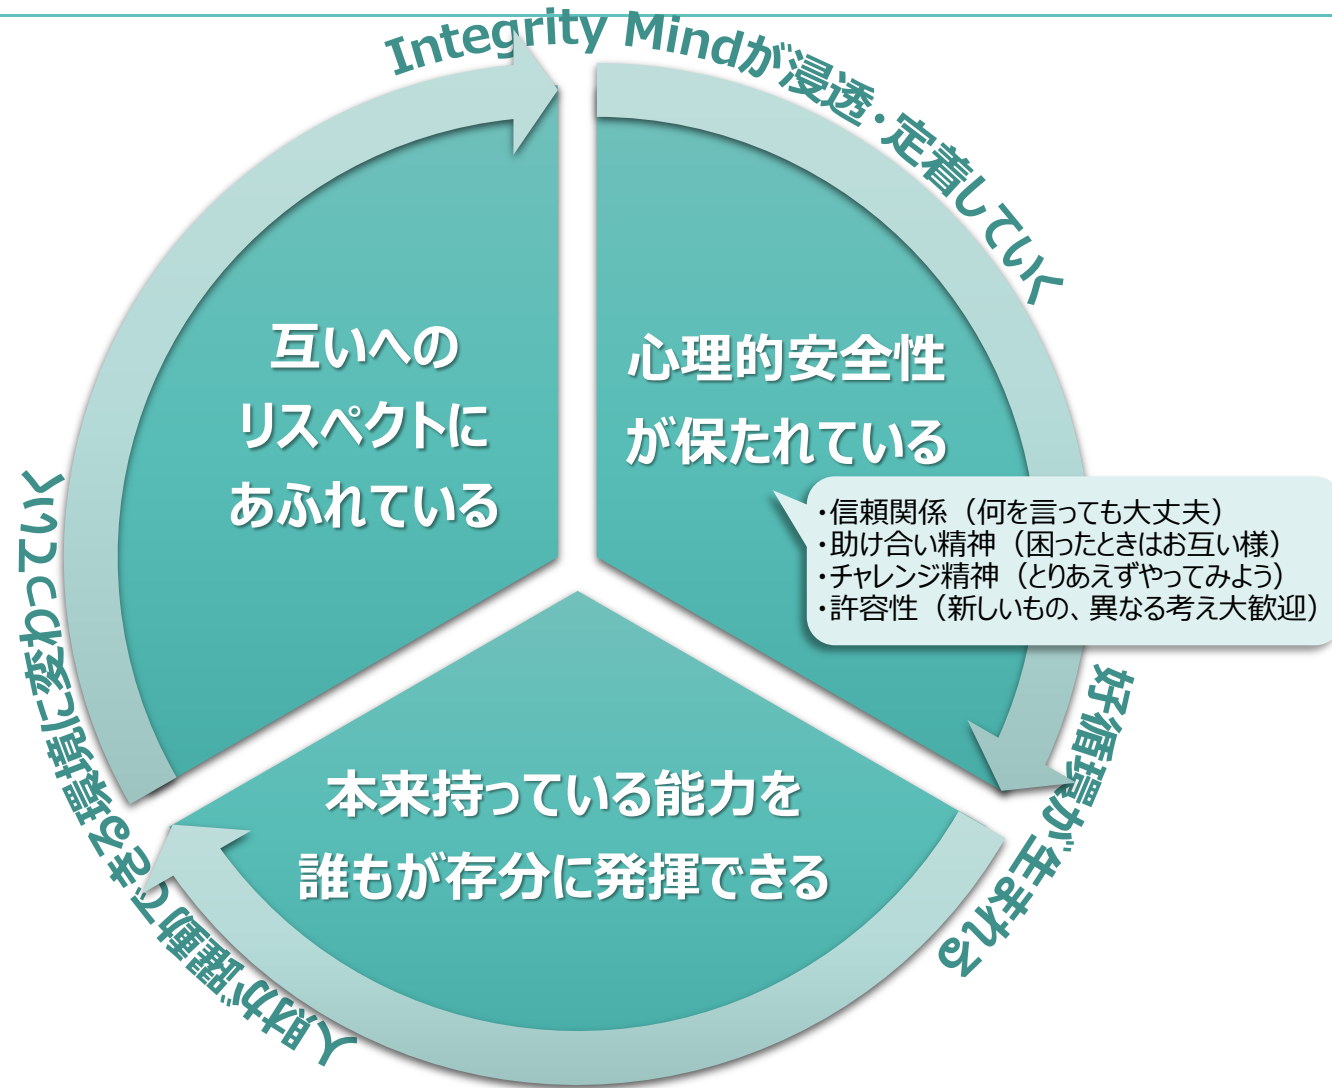 Integrity Mindが浸透・定着していく
互いへの
リスペクトに
あふれている
心理的安全性
が保たれている
・信頼関係（何を言っても大丈夫）
・助け合い精神（困ったときはお互い様）
・チャレンジ精神（とりあえずやってみよう）
・許容性（新しいもの、異なる考え大歓迎）
好循環が生まれる
本来持っている能力を
誰もが存分に発揮できる
人財が躍動できる環境に変わっていく